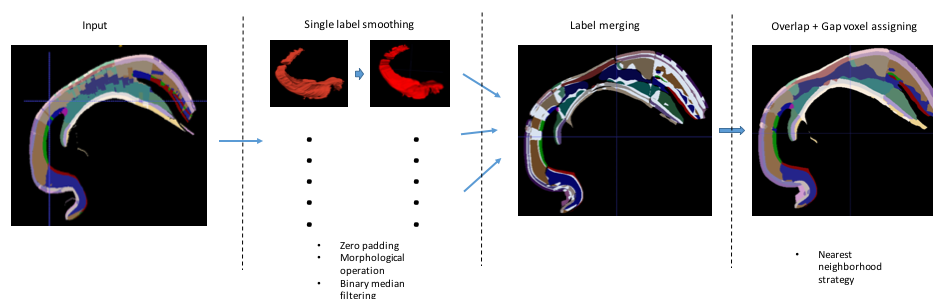 Input
Single label smoothing
Label merging
Overlap + Gap voxel assigning
• Zero padding
• Morphological
operation
• Binary median
filtering
• Nearest
neighborhood
strategy